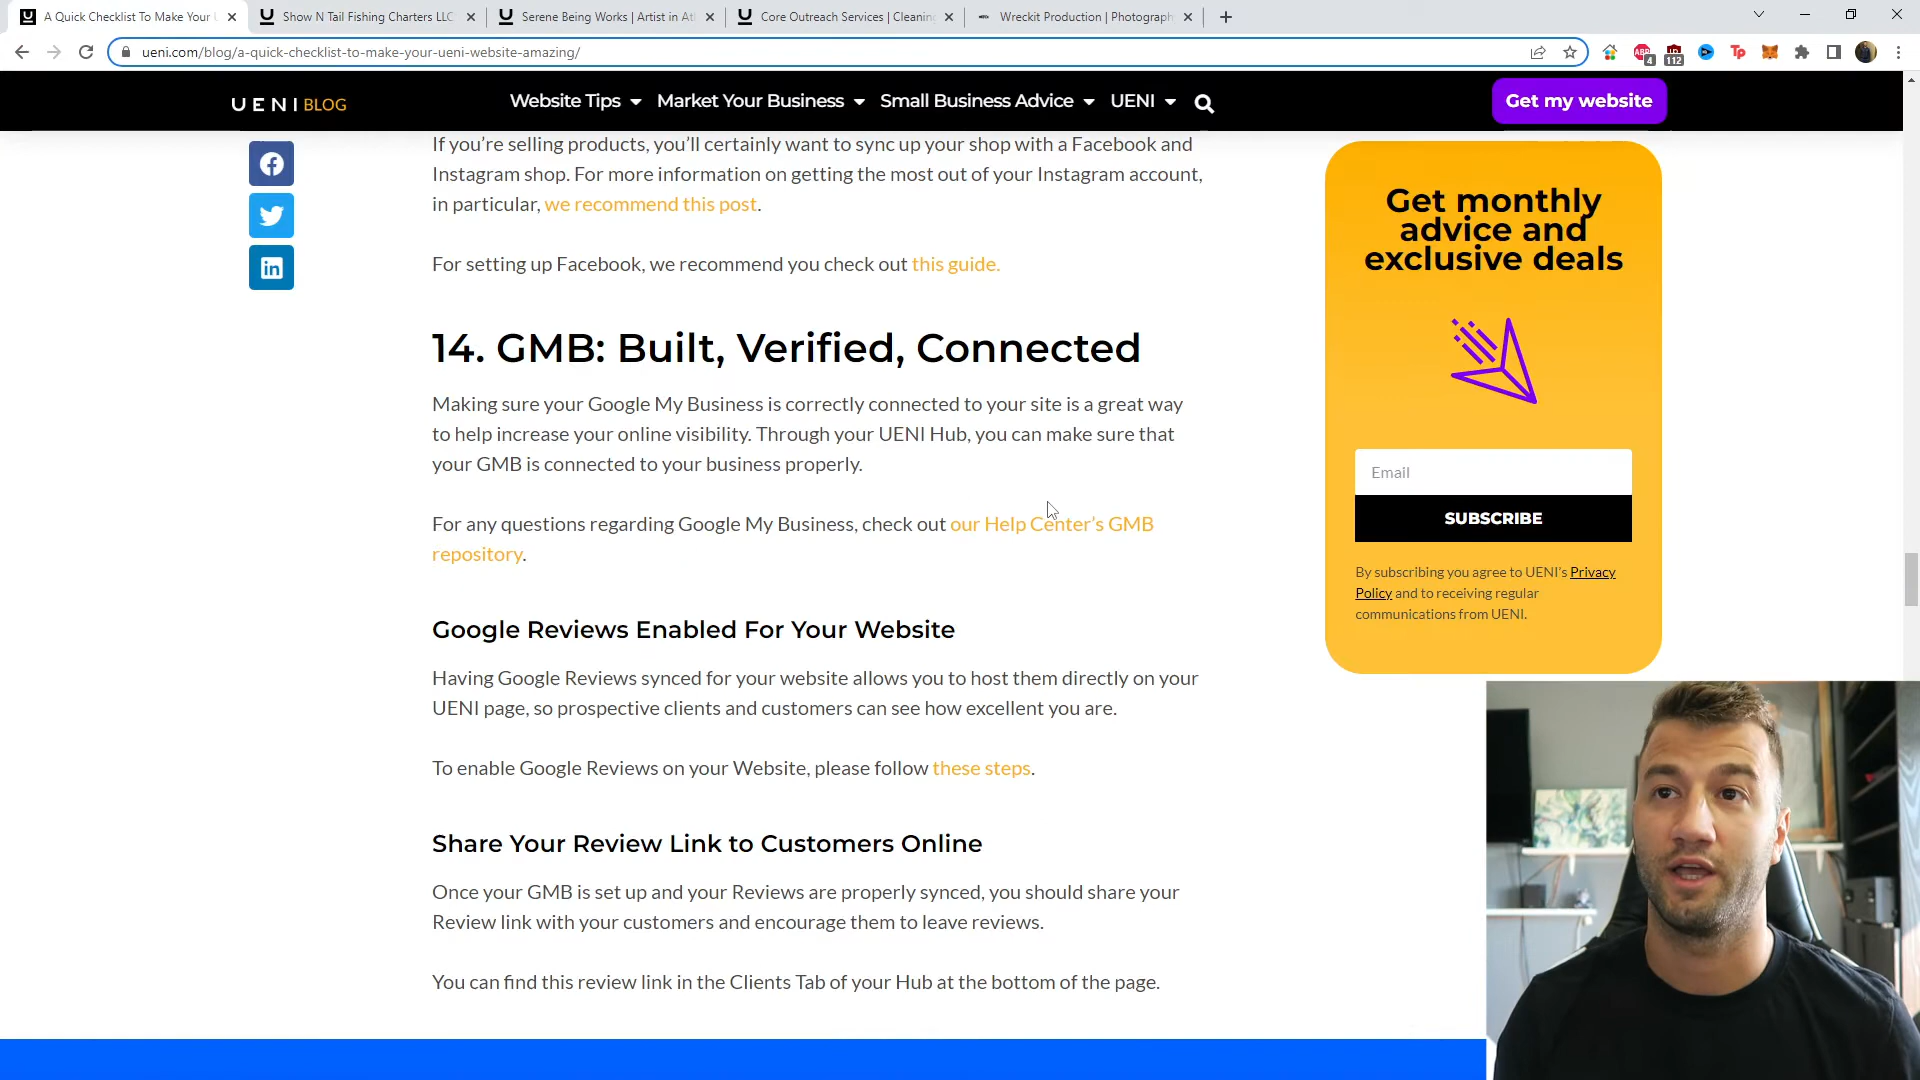 A Quick Checklist To Make Your U
Show N Tail Fishing Charters LLC
Serene Being Works | Artist in Atl
Core Outreach Services | Cleaning
Wreckit Production | Photograph
ueni.com/blog/a-quick-checklist-to-make-your-ueni-website-amazing/
4
112
Tp
UENI BLOG
Website Tips
Market Your Business
Small Business Advice
UENI
Get my website
If you’re selling products, you’ll certainly want to sync up your shop with a Facebook and
Instagram shop. For more information on getting the most out of your Instagram account,
in particular, we recommend this post.
For setting up Facebook, we recommend you check out this guide.
14. GMB: Built, Verified, Connected
Making sure your Google My Business is correctly connected to your site is a great way
to help increase your online visibility. Through your UENI Hub, you can make sure that
your GMB is connected to your business properly.
For any questions regarding Google My Business, check out our Help Center’s GMB
repository.
Google Reviews Enabled For Your Website
Having Google Reviews synced for your website allows you to host them directly on your
UENI page, so prospective clients and customers can see how excellent you are.
To enable Google Reviews on your Website, please follow these steps.
Share Your Review Link to Customers Online
Once your GMB is set up and your Reviews are properly synced, you should share your
Review link with your customers and encourage them to leave reviews.
You can find this review link in the Clients Tab of your Hub at the bottom of the page.
Get monthly
advice and
exclusive deals
Email
SUBSCRIBE
By subscribing you agree to UENI’s Privacy
Policy and to receiving regular
communications from UENI.